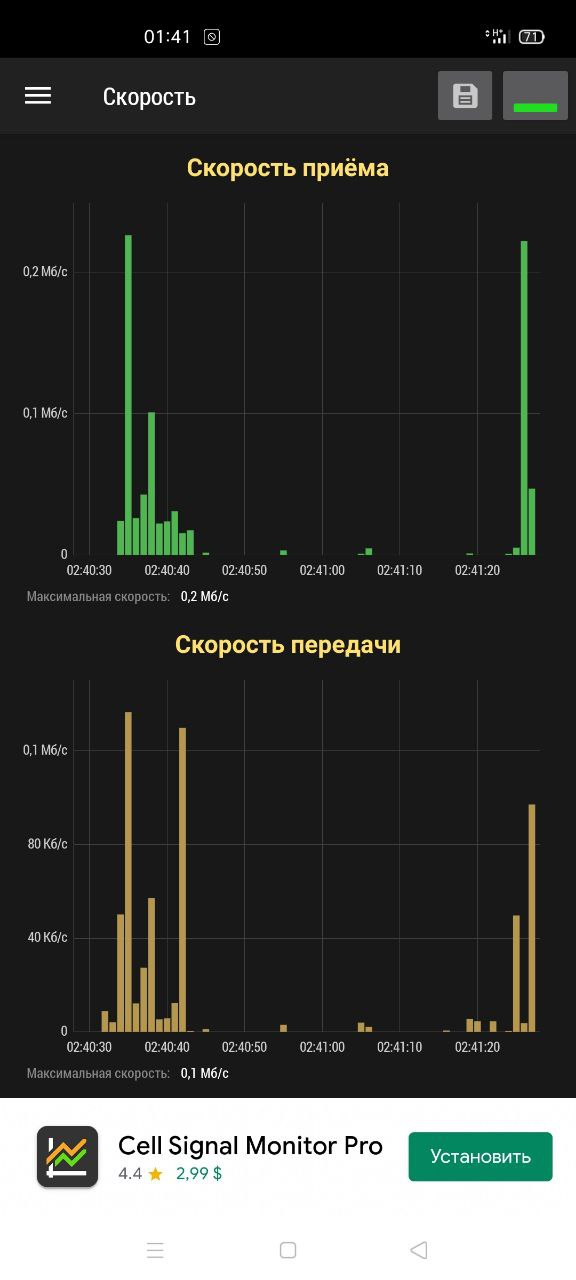 01:41
H+
71
Скорость
Скорость приёма
0,2 Мб/с
0,1 Мб/с
0
02:40:30 02:40:40 02:40:50 02:41:00 02:41:10 02:41:20
Максимальная скорость: 0,2 Мб/с
Скорость передачи
0,1 Мб/с
80 Кб/с
40 Кб/с
0
02:40:30 02:40:40 02:40:50 02:41:00 02:41:10 02:41:20
Максимальная скорость: 0,1 Мб/с
Cell Signal Monitor Pro
4.4 ★ 2,99 $
Установить